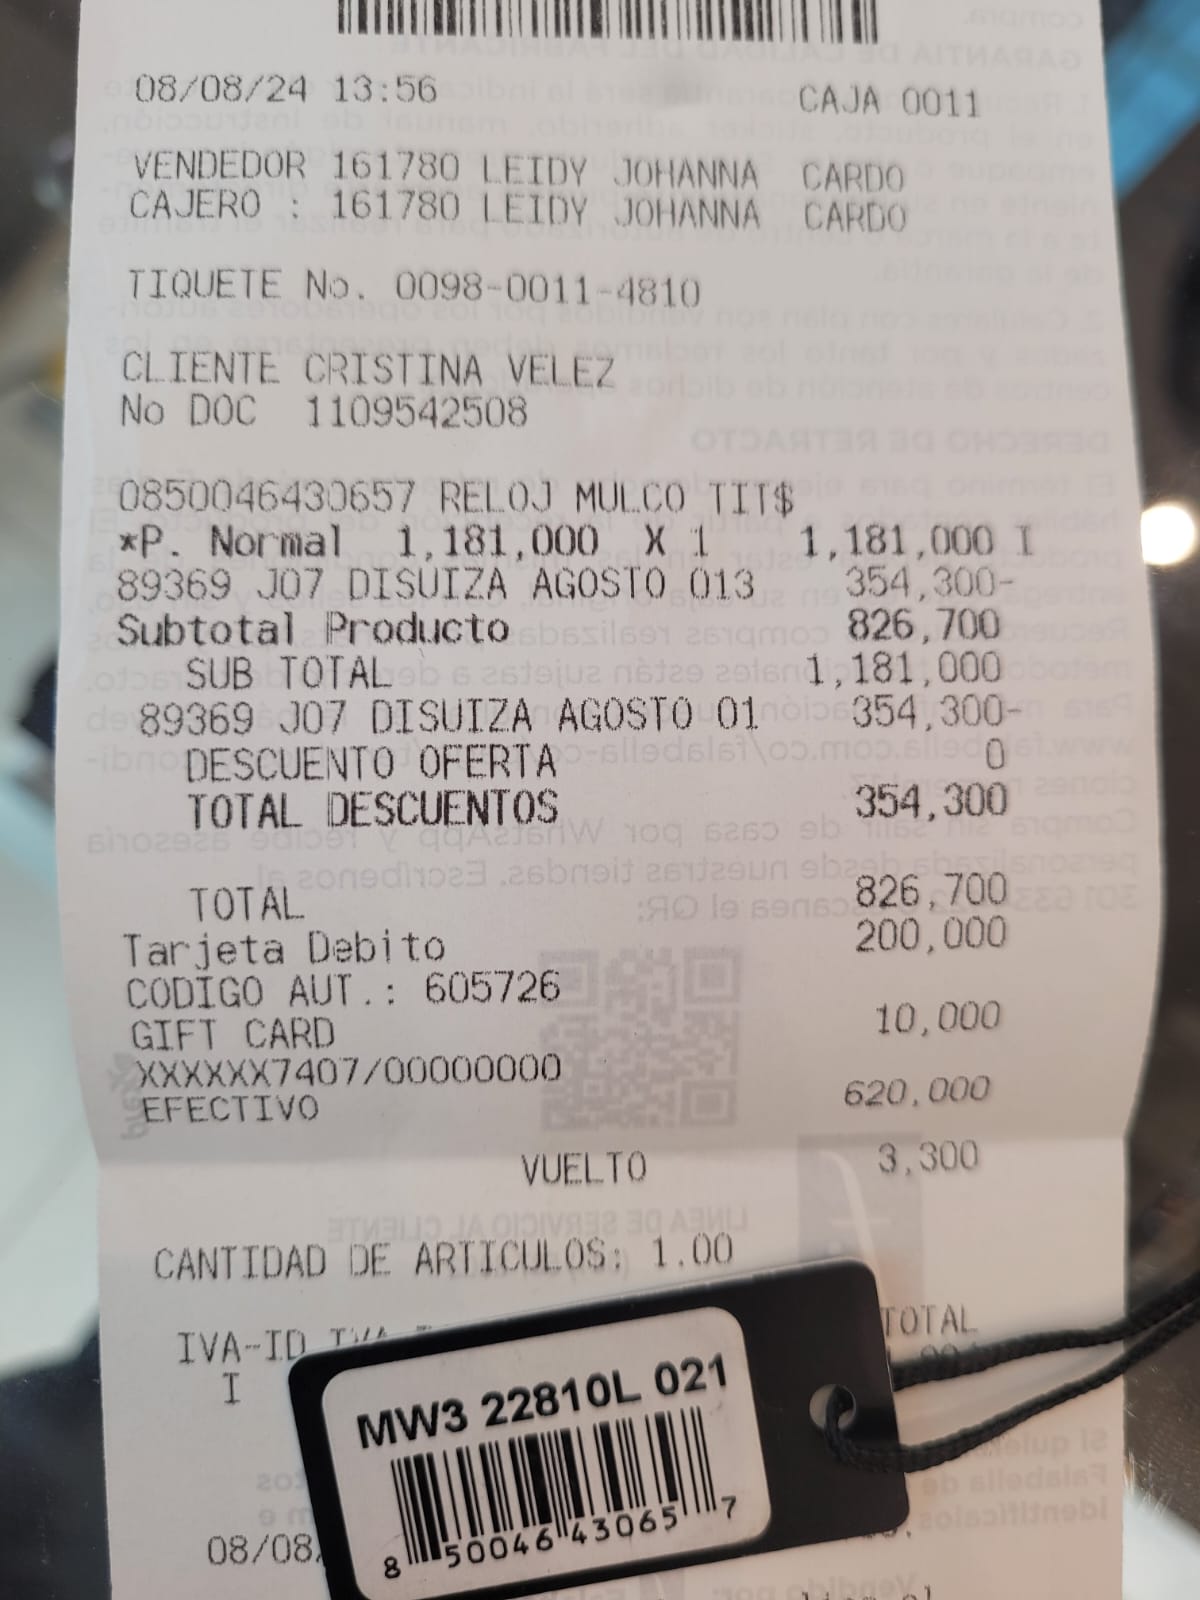 08/08/24 13:56 CAJA 0011
VENDEDOR 161780 LEIDY JOHANNA CARDO
CAJERO : 161780 LEIDY JOHANNA CARDO
TIQUETE No. 0098-0011-4810
CLIENTE CRISTINA VELEZ
No DOC 1109542508
0850046430657 RELOJ MULCO TIT$
*P. Normal 1,181,000 X 1 1,181,000 I
89369 J07 DISUIZA AGOSTO 013 354,300-
Subtotal Producto 826,700
SUB TOTAL 1,181,000
89369 J07 DISUIZA AGOSTO 01 354,300-
DESCUENTO OFERTA 0
TOTAL DESCUENTOS 354,300
TOTAL 826,700
Tarjeta Debito 200,000
CODIGO AUT.: 605726
GIFT CARD 10,000
XXXXXX7407/00000000
EFECTIVO 620,000
VUELTO 3,300
CANTIDAD DE ARTICULOS: 1.00
IVA-ID TOTAL
I
MW3 22810L 021
8 50046 43065 7
08/08